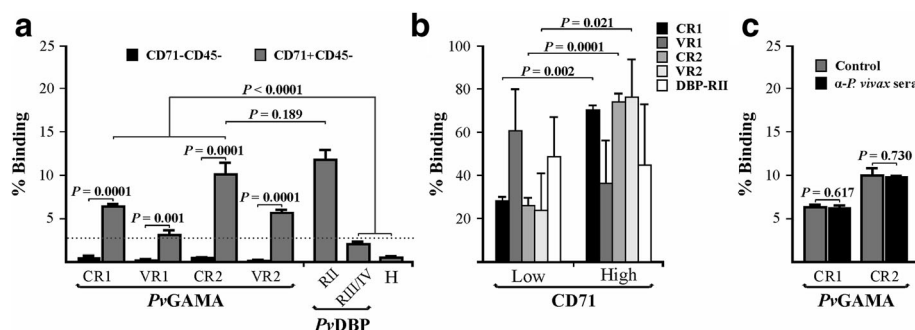 a
% Binding
25
20
15
10
5
CD71-CD45-
CD71+CD45-
P < 0.0001
P = 0.189
P = 0.0001
P = 0.001
P = 0.0001
P = 0.0001
CR1 VR1 CR2 VR2 RII RIII/IV H
PvGAMA
PvDBP
b
% Binding
100
80
60
40
20
P = 0.021
P = 0.0001
P = 0.002
CR1
VR1
CR2
VR2
DBP-RII
Low High
CD71
c
% Binding
25
20
15
10
5
Control
α-P. vivax sera
P = 0.617
P = 0.730
CR1 CR2
PvGAMA